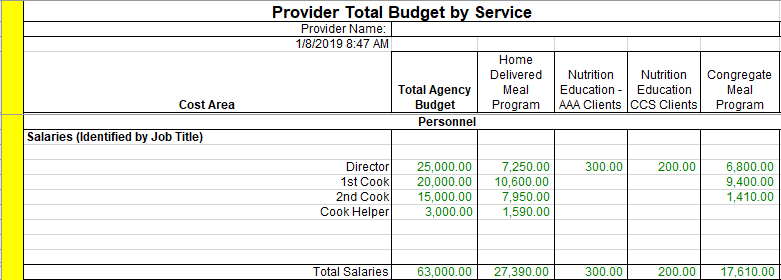 Provider Total Budget by Service
Provider Name:
1/8/2019 8:47 AM
Cost Area Total Agency Budget Home Delivered Meal Program Nutrition Education - AAA Clients Nutrition Education CCS Clients Congregate Meal Program
Personnel
Salaries (Identified by Job Title)
Director 25,000.00 7,250.00 300.00 200.00 6,800.00
1st Cook 20,000.00 10,600.00 9,400.00
2nd Cook 15,000.00 7,950.00 1,410.00
Cook Helper 3,000.00 1,590.00
Total Salaries 63,000.00 27,390.00 300.00 200.00 17,610.00